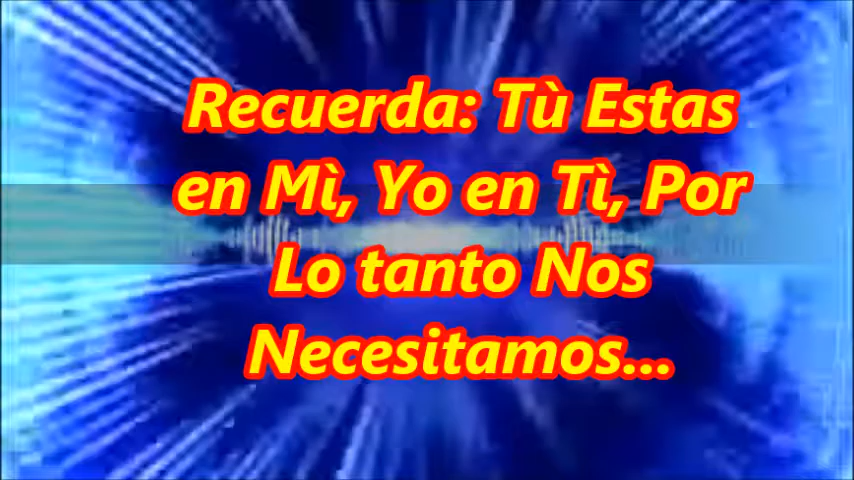 Recuerda: Tù Estas
en Mì, Yo en Tì, Por
Lo tanto Nos
Necesitamos...